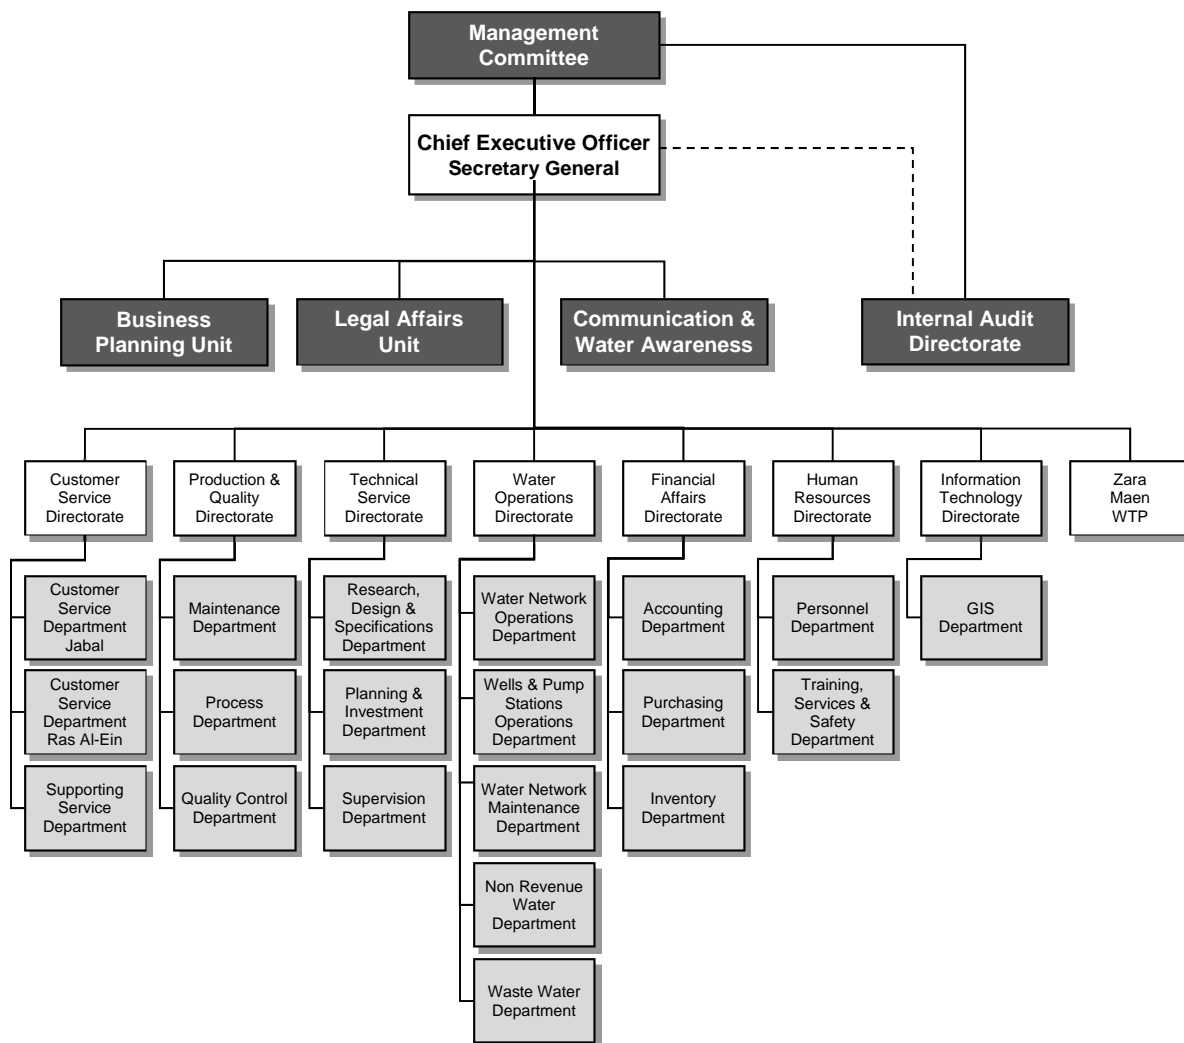 Management
Committee
Chief Executive Officer
Secretary General
Business
Planning Unit
Legal Affairs
Unit
Communication &
Water Awareness
Internal Audit
Directorate
Customer
Service
Directorate
Production &
Quality
Directorate
Technical
Service
Directorate
Water
Operations
Directorate
Financial
Affairs
Directorate
Human
Resources
Directorate
Information
Technology
Directorate
Zara
Maen
WTP
Customer
Service
Department
Jabal
Maintenance
Department
Research,
Design &
Specifications
Department
Water Network
Operations
Department
Accounting
Department
Personnel
Department
GIS
Department
Customer
Service
Department
Ras Al-Ein
Process
Department
Planning &
Investment
Department
Wells & Pump
Stations
Operations
Department
Purchasing
Department
Training,
Services &
Safety
Department
Supporting
Service
Department
Quality Control
Department
Supervision
Department
Water Network
Maintenance
Department
Inventory
Department
Non Revenue
Water
Department
Waste Water
Department